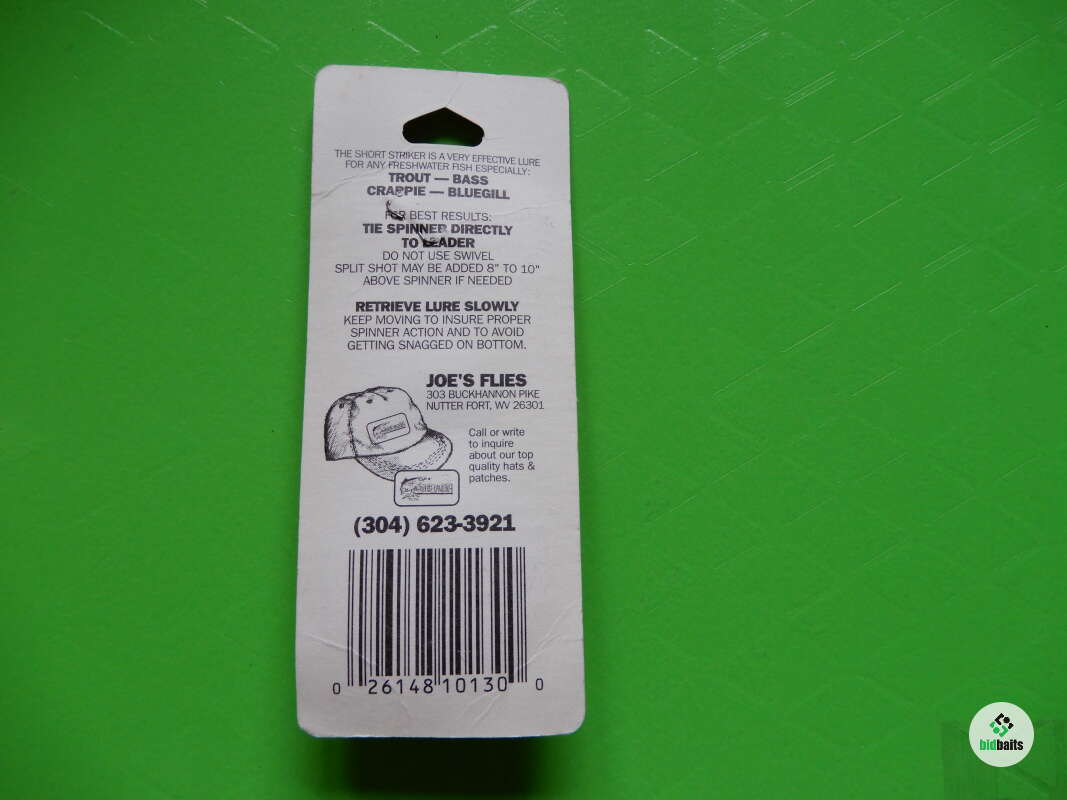 THE SHORT STRIKER IS A VERY EFFECTIVE LURE
FOR ANY FRESHWATER FISH ESPECIALLY:
TROUT — BASS
CRAPPIE — BLUEGILL
FOR BEST RESULTS:
TIE SPINNER DIRECTLY
TO LEADER
DO NOT USE SWIVEL
SPLIT SHOT MAY BE ADDED 8" TO 10"
ABOVE SPINNER IF NEEDED
RETRIEVE LURE SLOWLY
KEEP MOVING TO INSURE PROPER
SPINNER ACTION AND TO AVOID
GETTING SNAGGED ON BOTTOM.
JOE'S FLIES
303 BUCKHANNON PIKE
NUTTER FORT, WV 26301
Call or write
to inquire
about our top
quality hats &
patches.
(304) 623-3921
0 26148 10130 0
bidbaits